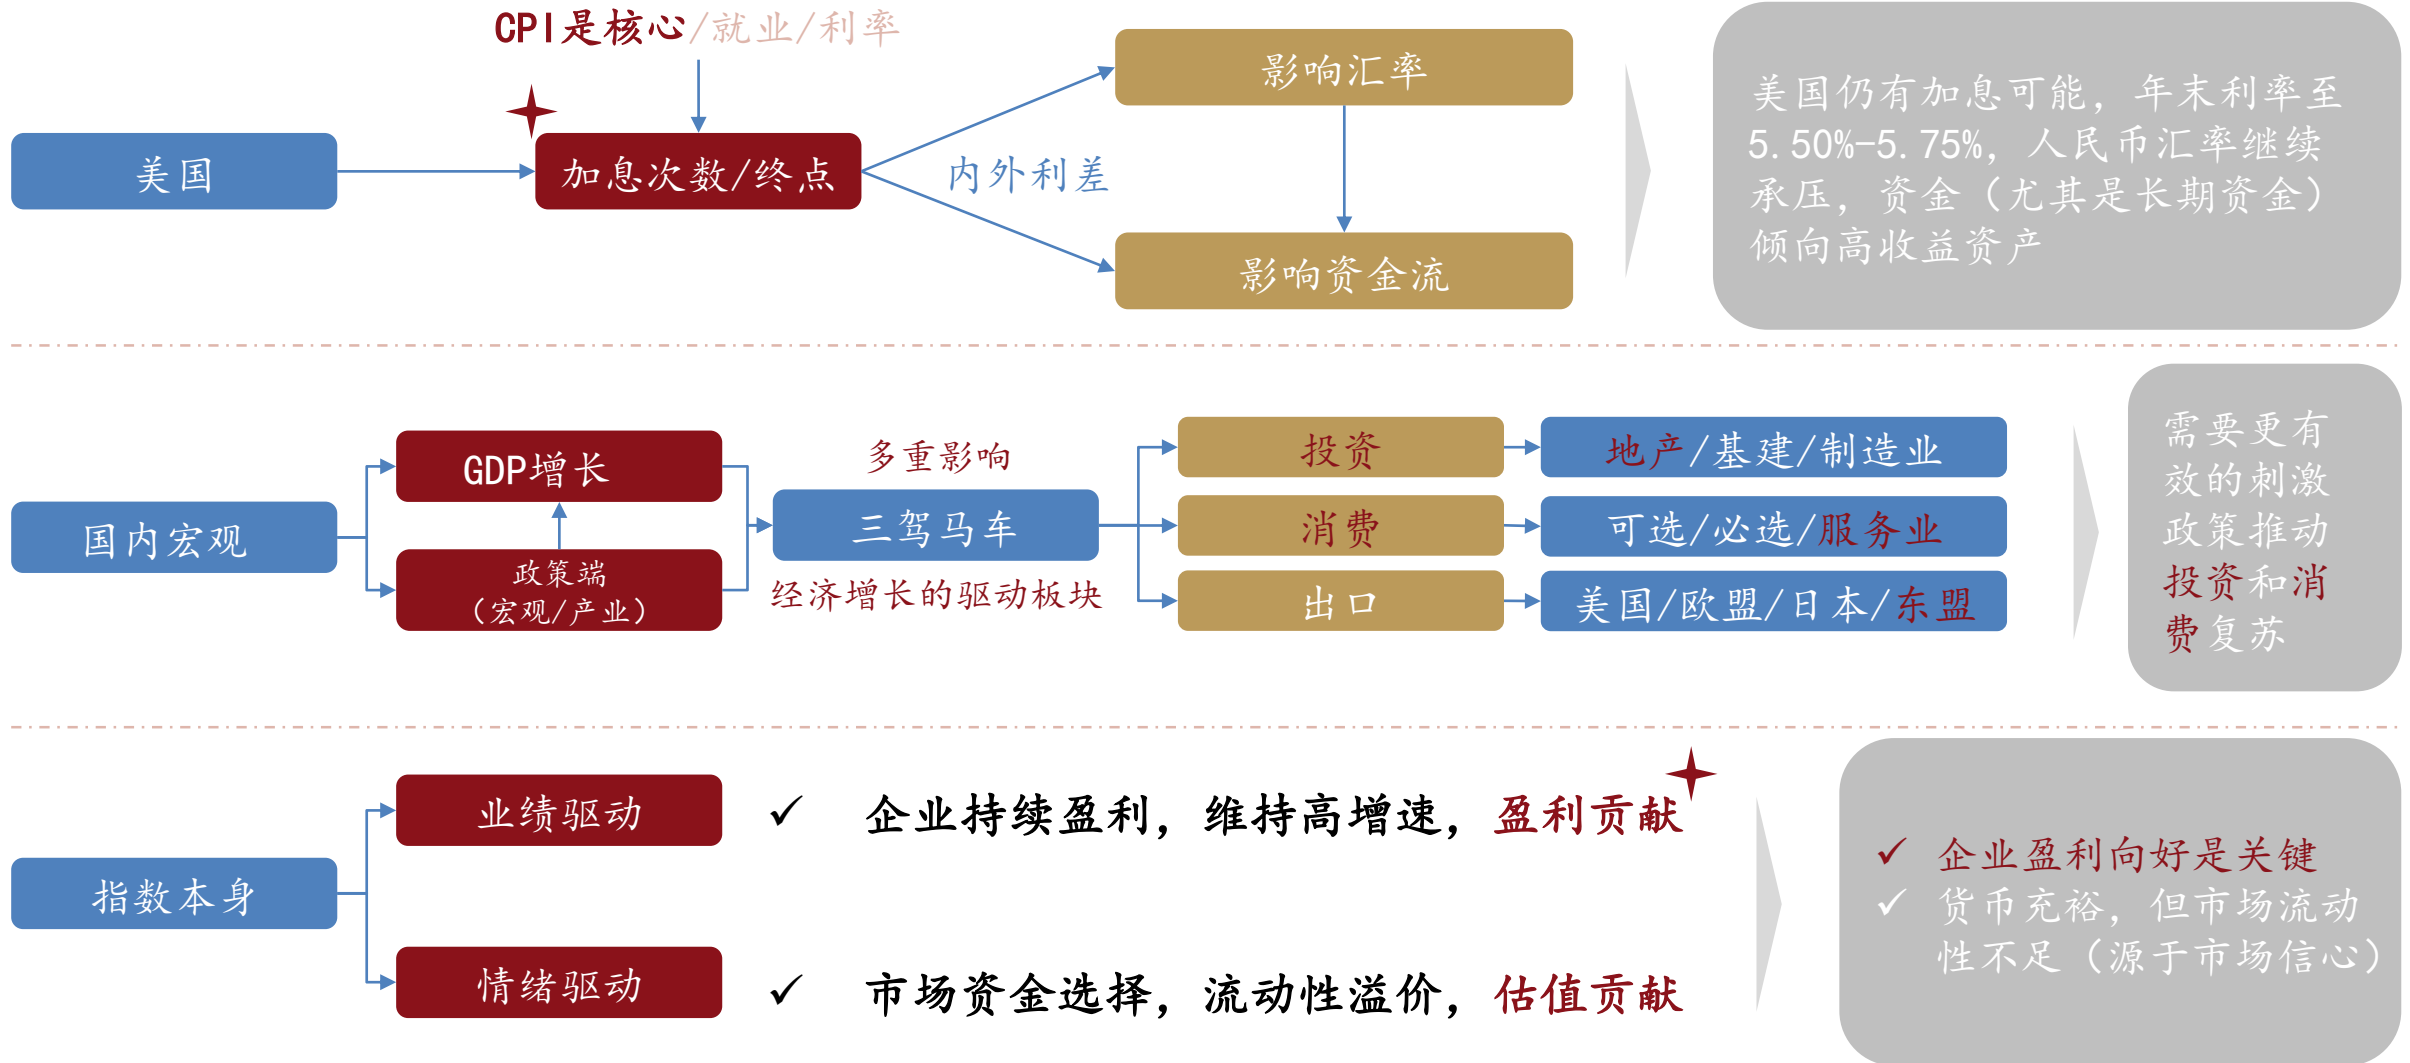 CPI是核心/就业/利率
美国
加息次数/终点
内外利差
影响汇率
影响资金流
美国仍有加息可能，年末利率至
5.50%-5.75%，人民币汇率继续
承压，资金（尤其是长期资金）
倾向高收益资产
国内宏观
GDP增长
政策端
（宏观/产业）
多重影响
三驾马车
经济增长的驱动板块
投资
地产/基建/制造业
消费
可选/必选/服务业
出口
美国/欧盟/日本/东盟
需要更有
效的刺激
政策推动
投资和消
费复苏
指数本身
业绩驱动
✓ 企业持续盈利，维持高增速，盈利贡献
情绪驱动
✓ 市场资金选择，流动性溢价，估值贡献
✓ 企业盈利向好是关键
✓ 货币充裕，但市场流动
性不足（源于市场信心）